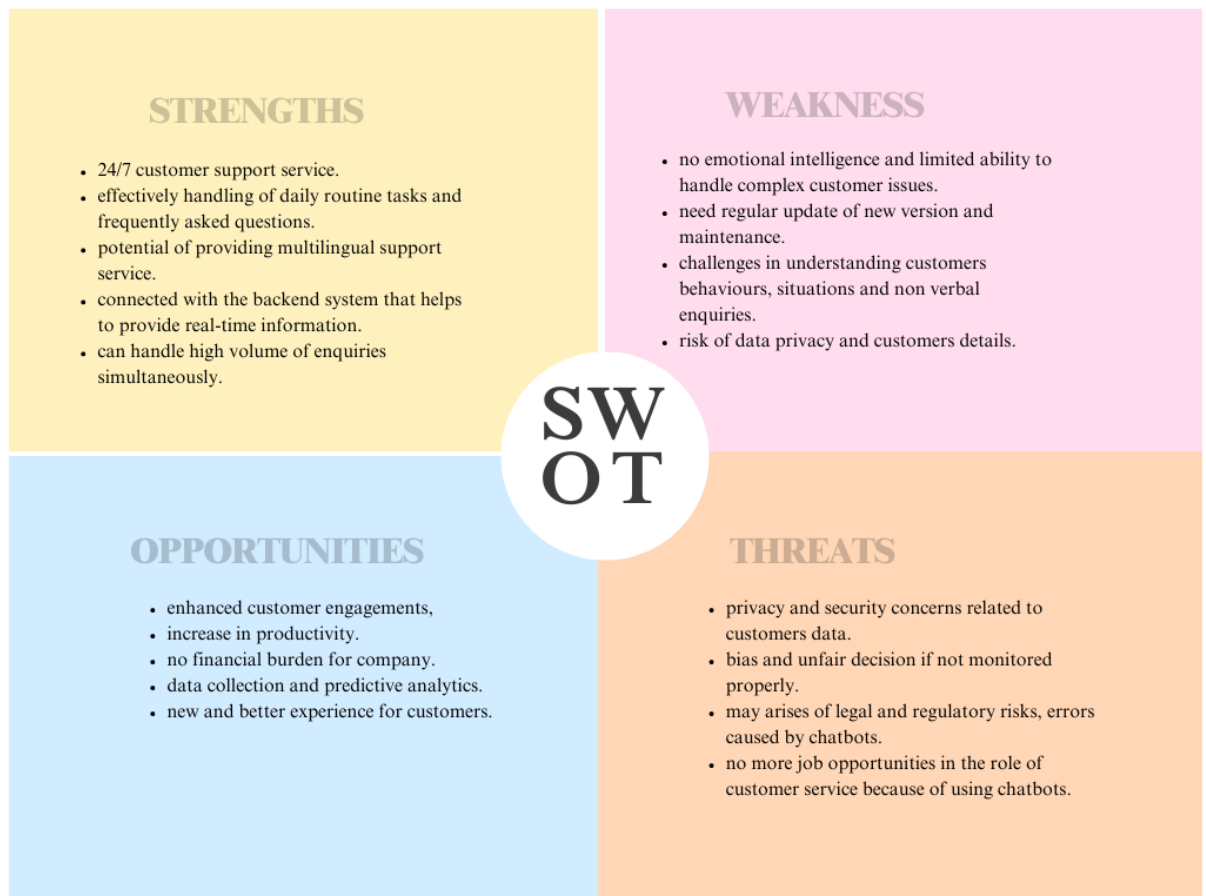 STRENGTHS
• 24/7 customer support service.
• effectively handling of daily routine tasks and
frequently asked questions.
• potential of providing multilingual support
service.
• connected with the backend system that helps
to provide real-time information.
• can handle high volume of enquiries
simultaneously.
WEAKNESS
• no emotional intelligence and limited ability to
handle complex customer issues.
• need regular update of new version and
maintenance.
• challenges in understanding customers
behaviours, situations and non verbal
enquiries.
• risk of data privacy and customers details.
SW
OT
OPPORTUNITIES
• enhanced customer engagements,
• increase in productivity.
• no financial burden for company.
• data collection and predictive analytics.
• new and better experience for customers.
THREATS
• privacy and security concerns related to
customers data.
• bias and unfair decision if not monitored
properly.
• may arises of legal and regulatory risks, errors
caused by chatbots.
• no more job opportunities in the role of
customer service because of using chatbots.